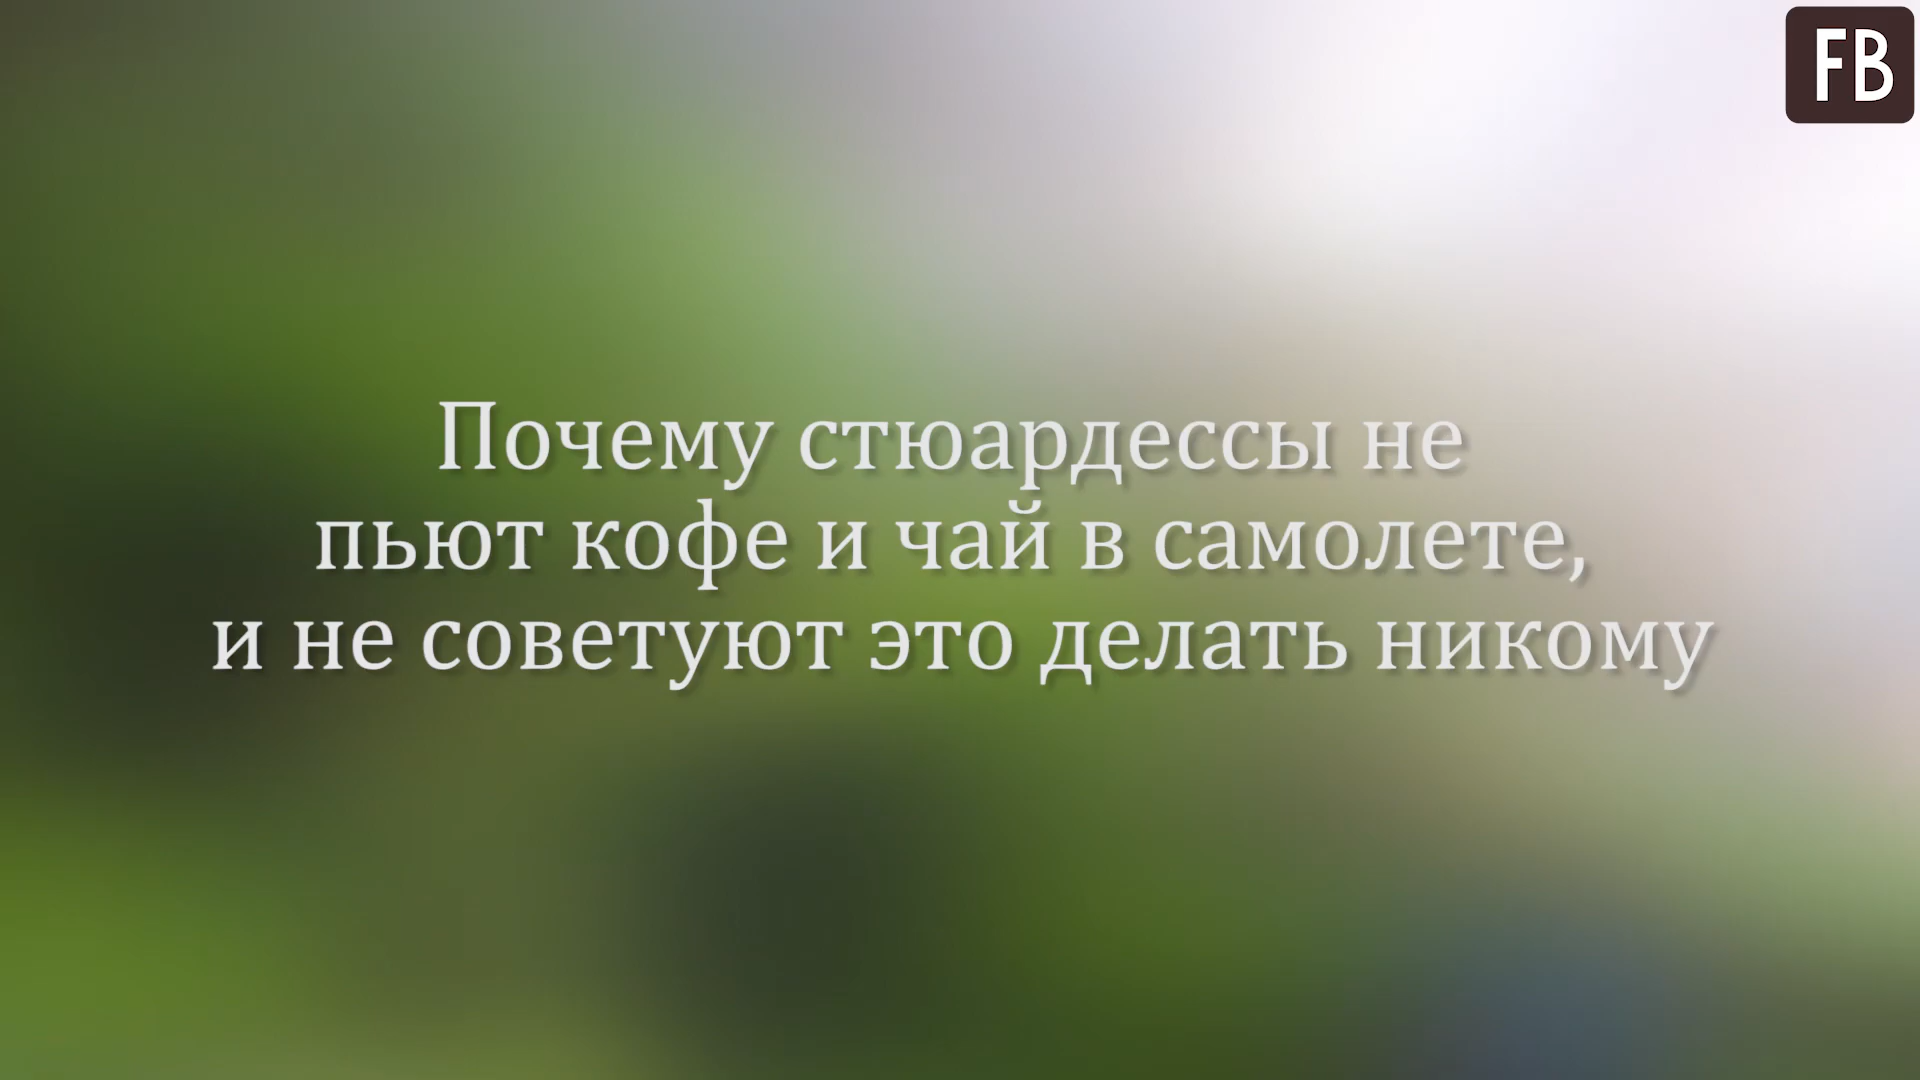 FB
Почему стюардессы не
пьют кофе и чай в самолете,
и не советуют это делать никому